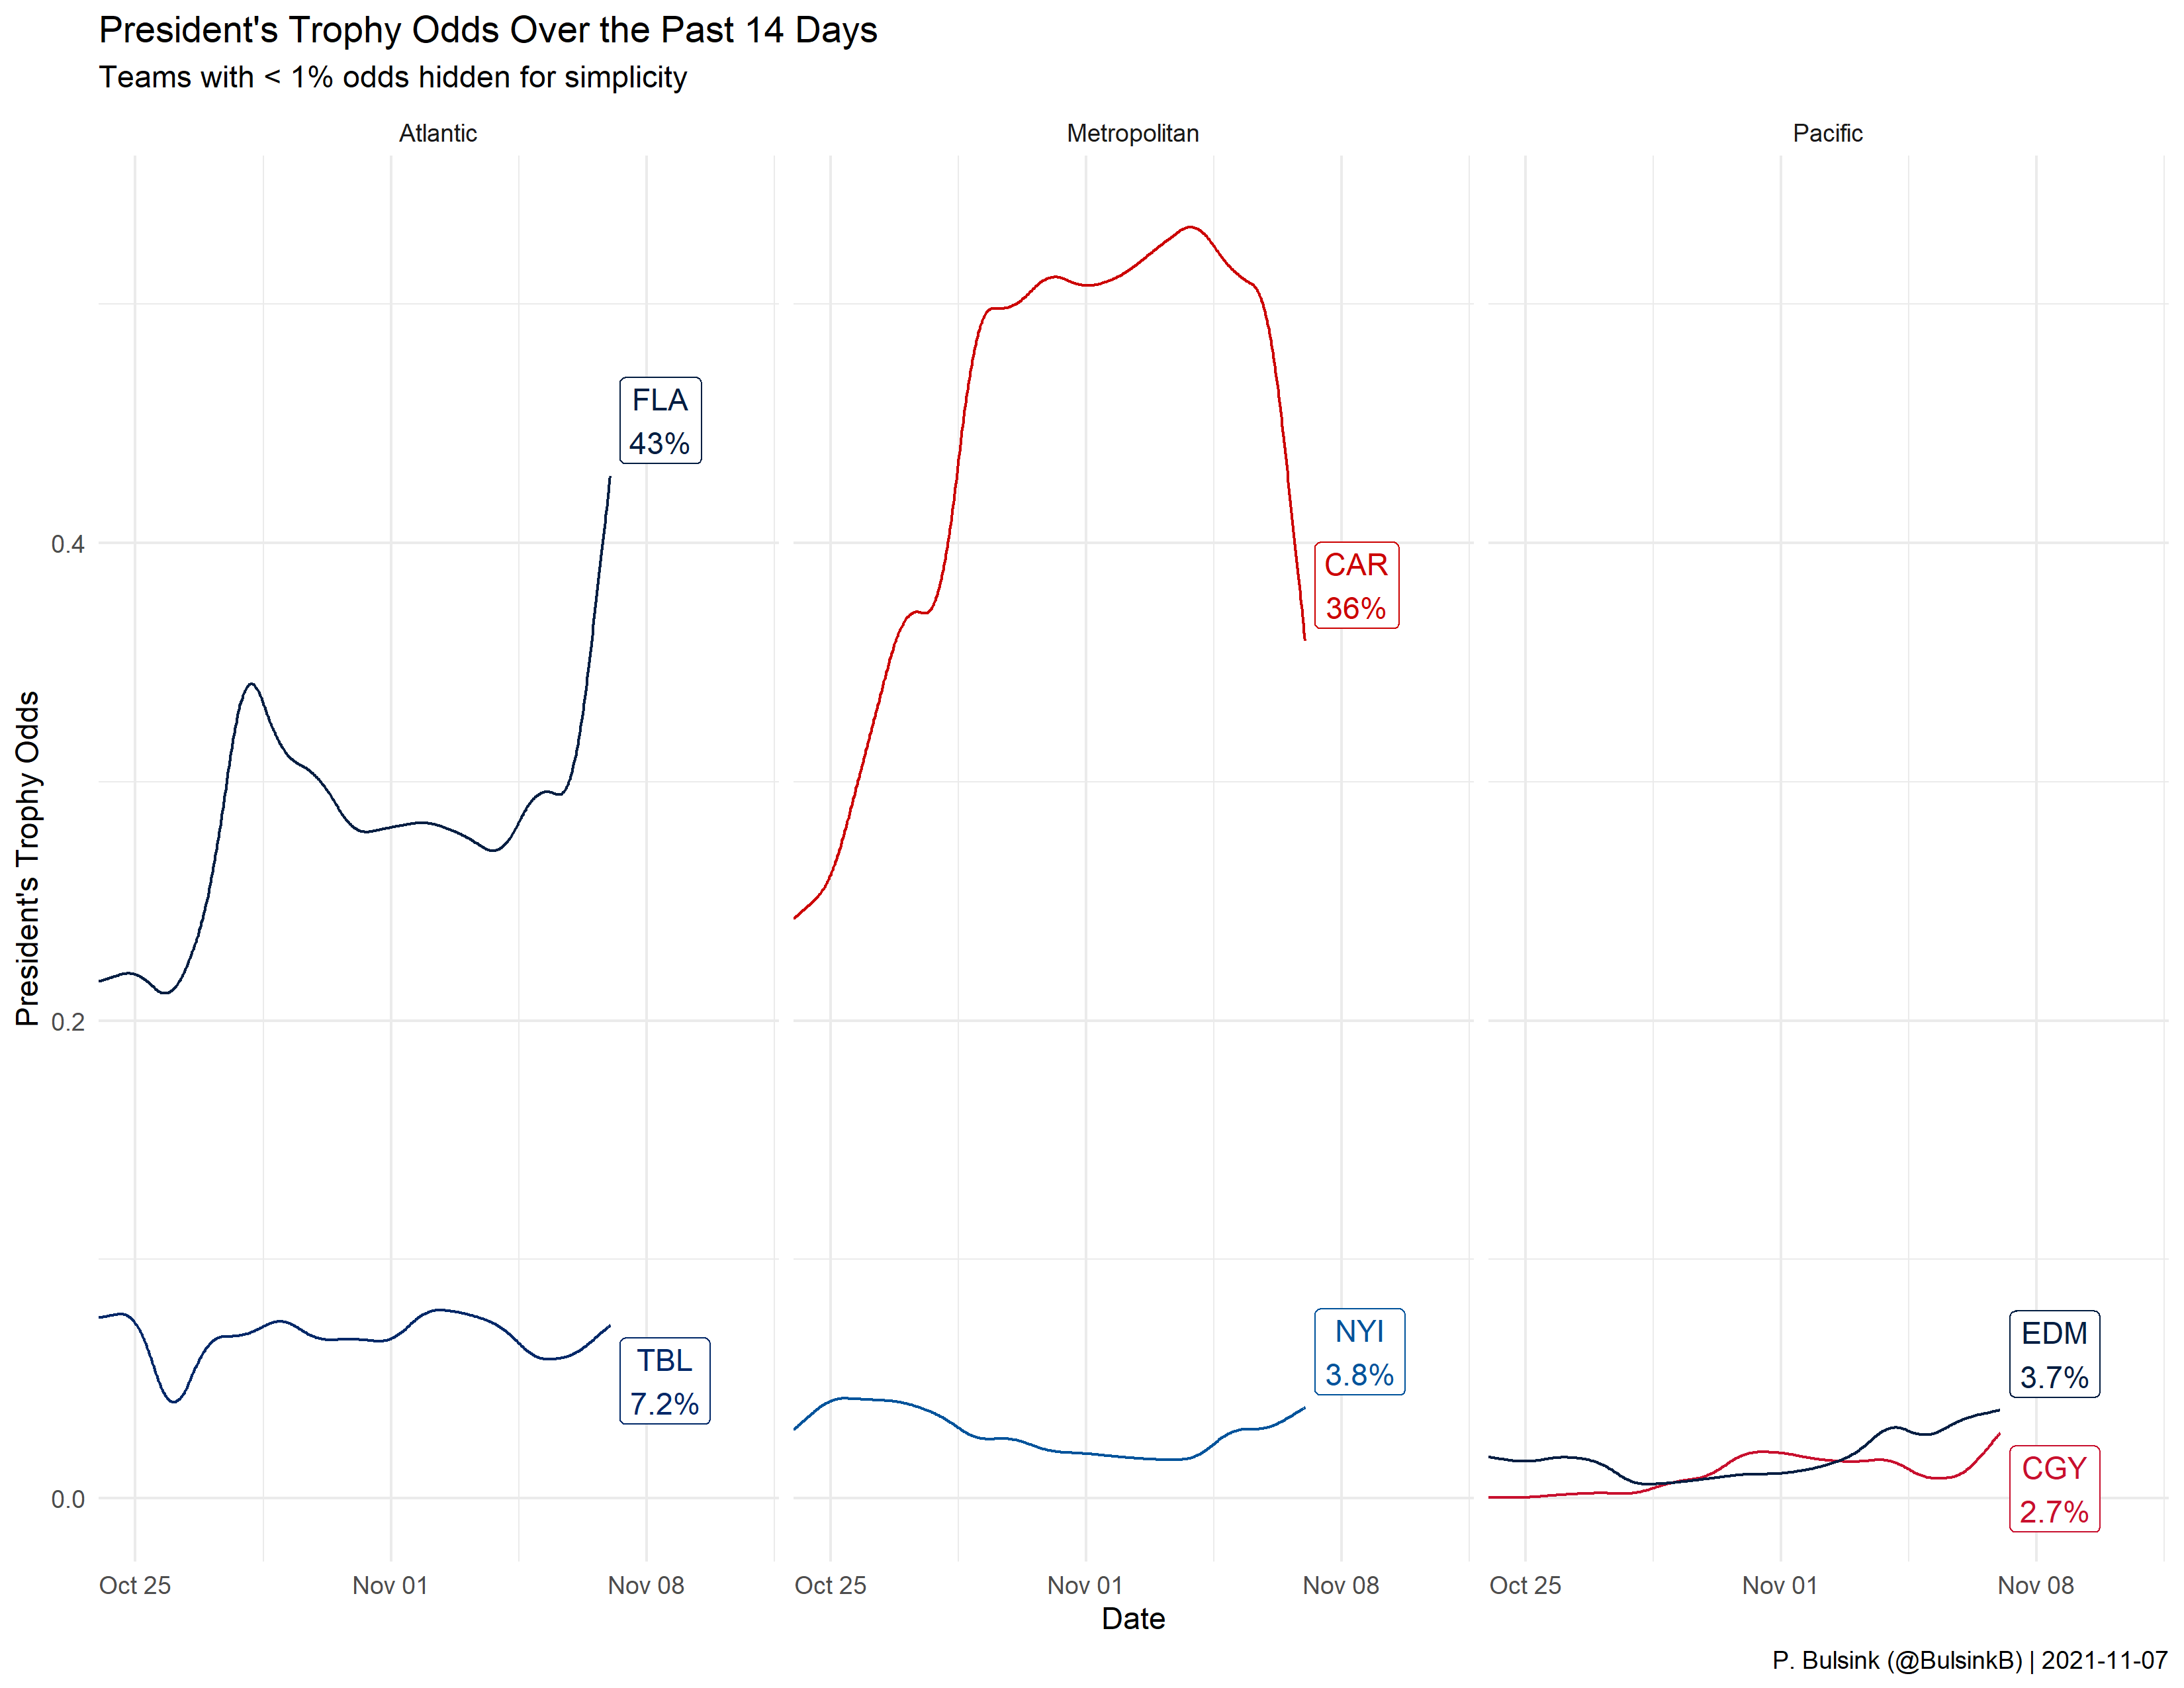 President's Trophy Odds Over the Past 14 Days
Teams with < 1% odds hidden for simplicity
Atlantic
Metropolitan
Pacific
President's Trophy Odds
0.4
0.2
0.0
FLA
43%
TBL
7.2%
CAR
36%
NYI
3.8%
EDM
3.7%
CGY
2.7%
Oct 25
Nov 01
Nov 08
Oct 25
Nov 01
Nov 08
Oct 25
Nov 01
Nov 08
Date
P. Bulsink (@BulsinkB) | 2021-11-07